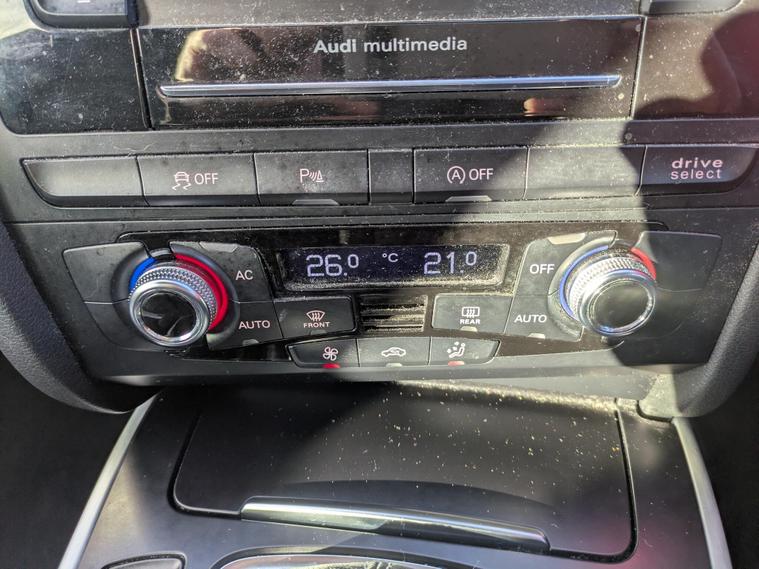 Audi multimedia
OFF
P
A OFF
drive
select
26.0 °C 21.0
AC
OFF
AUTO
FRONT
REAR
AUTO